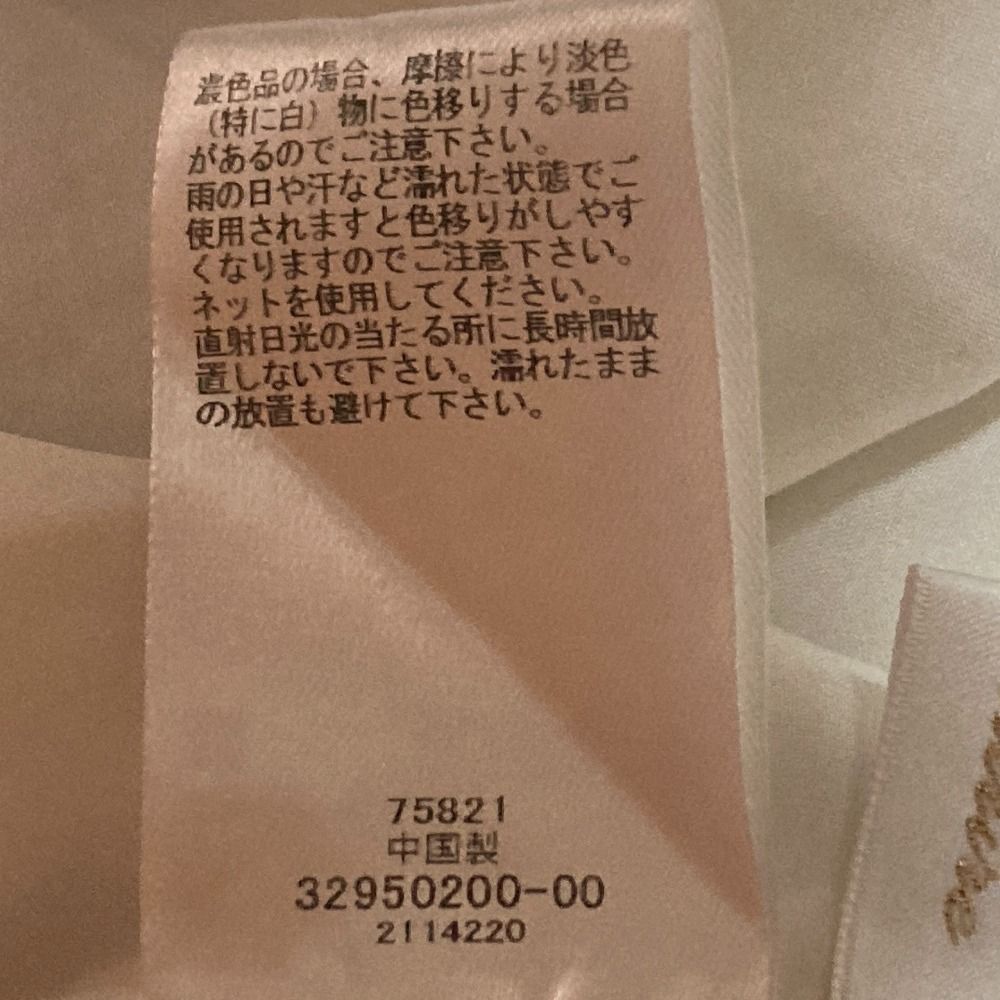 濃色品の場合、摩擦により淡色
(特に白)物に色移りする場合
があるのでご注意下さい。
雨の日や汗など濡れた状態でご
使用されますと色移りがしやす
くなりますのでご注意下さい。
ネットを使用してください。
直射日光の当たる所に長時間放
置しないで下さい。濡れたまま
の放置も避けて下さい。
75821
中国製
32950200-00
2114220